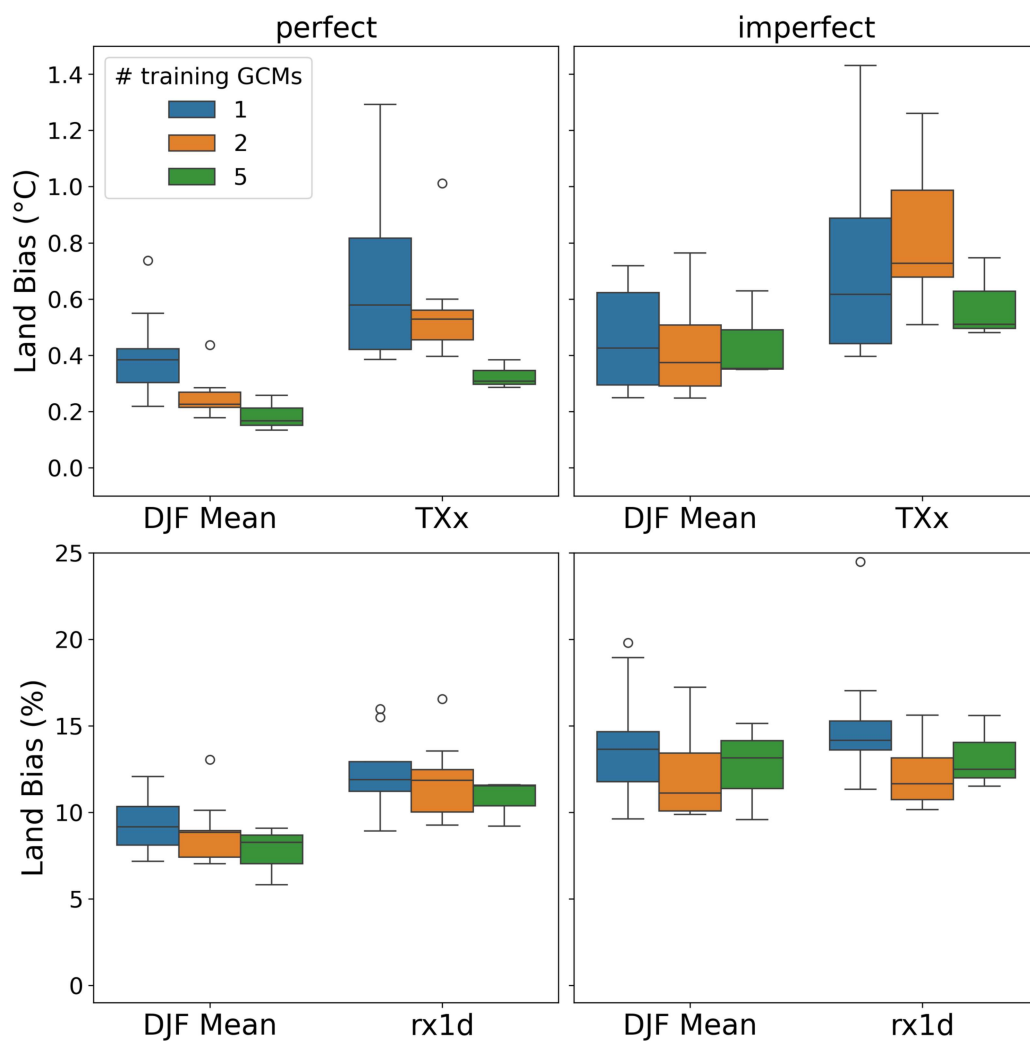 perfect
imperfect
Land Bias (°C)
1.4
1.2
1.0
0.8
0.6
0.4
0.2
0.0
# training GCMs
1
2
5
DJF Mean
TXx
DJF Mean
TXx
Land Bias (%)
25
20
15
10
5
0
DJF Mean
rx1d
DJF Mean
rx1d